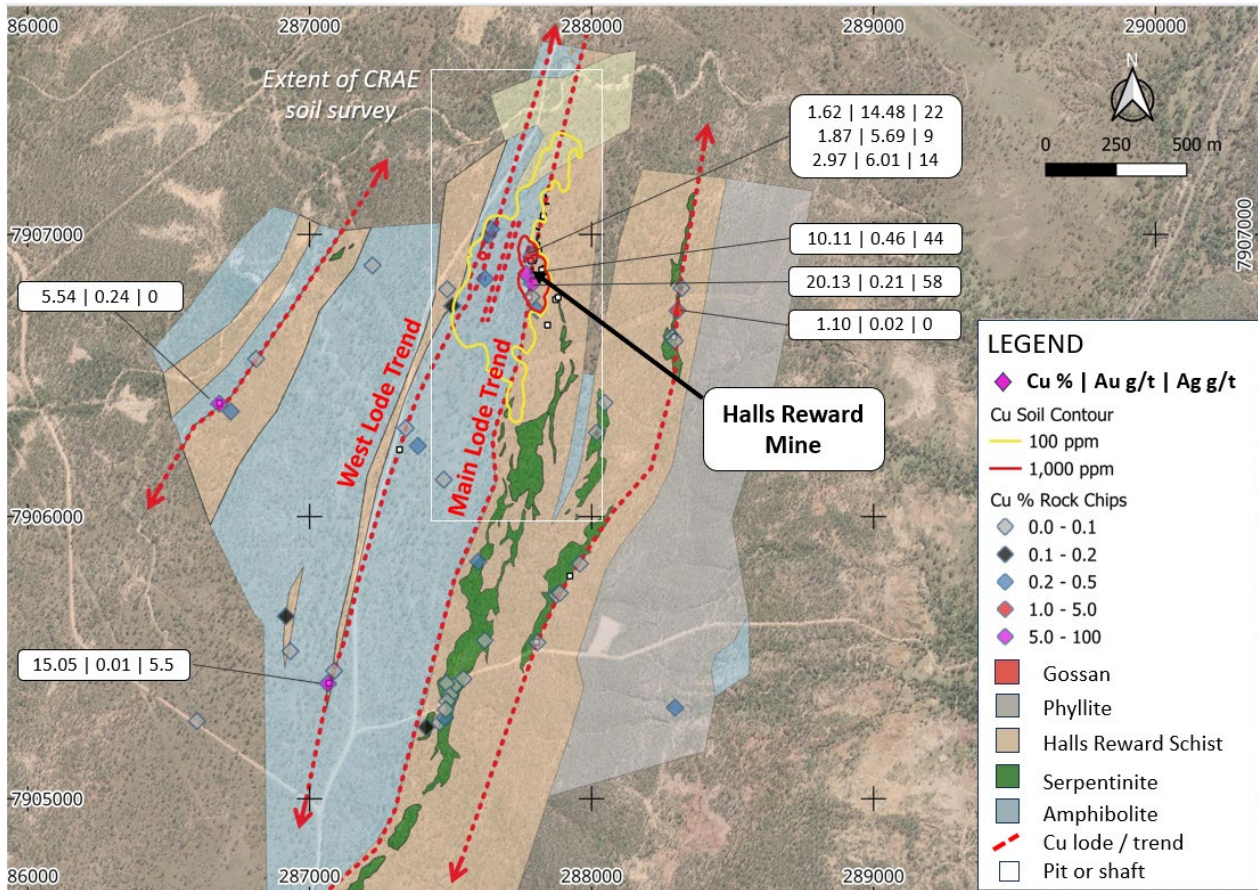 86000
287000
288000
289000
290000
Extent of CRAE
soil survey
N
0 250 500 m
1.62 | 14.48 | 22
1.87 | 5.69 | 9
2.97 | 6.01 | 14
7907000
7907000
10.11 | 0.46 | 44
20.13 | 0.21 | 58
1.10 | 0.02 | 0
5.54 | 0.24 | 0
West Lode Trend
Main Lode Trend
Halls Reward
Mine
7906000
15.05 | 0.01 | 5.5
7905000
86000
287000
288000
289000
LEGEND
Cu % | Au g/t | Ag g/t
Cu Soil Contour
100 ppm
1,000 ppm
Cu % Rock Chips
0.0 - 0.1
0.1 - 0.2
0.2 - 0.5
1.0 - 5.0
5.0 - 100
Gossan
Phyllite
Halls Reward Schist
Serpentinite
Amphibolite
Cu lode / trend
Pit or shaft